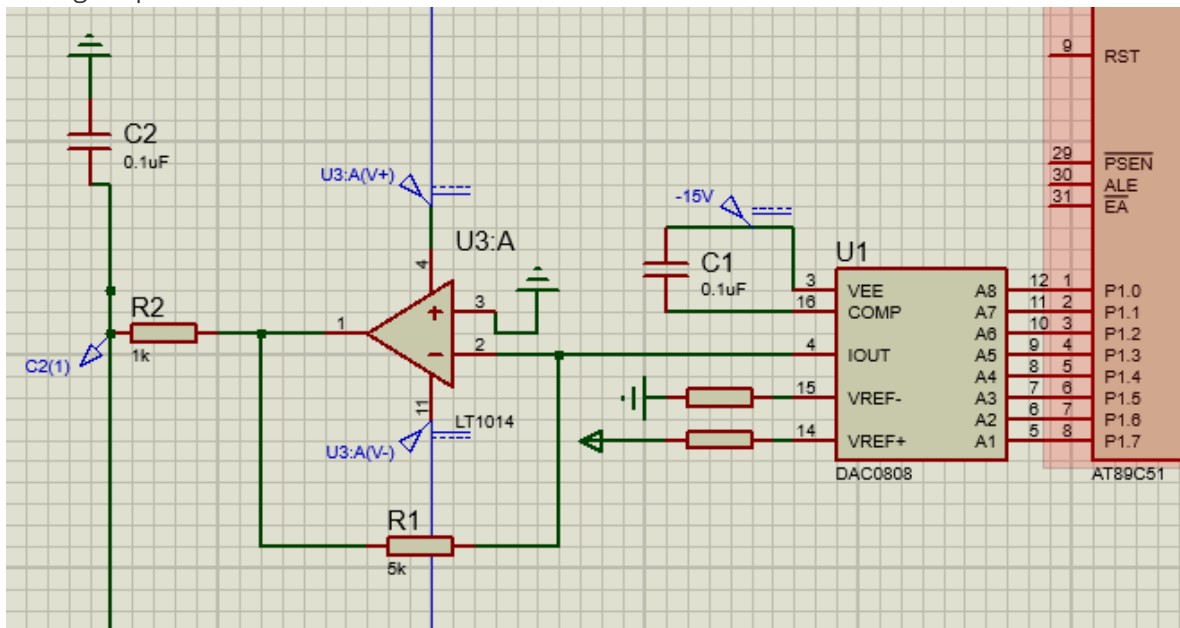 C2
0.1uF
U3:A(V+)
U3:A
4
3
1
2
11
LT1014
U3:A(V-)
R2
1k
C2(1)
R1
5k
-15V
C1
0.1uF
U1
3 VEE A8 12 1 P1.0
16 COMP A7 11 2 P1.1
A6 10 3 P1.2
4 IOUT A5 9 4 P1.3
A4 8 5 P1.4
15 VREF- A3 7 6 P1.5
A2 6 7 P1.6
14 VREF+ A1 5 8 P1.7
DAC0808
AT89C51
9 RST
29 PSEN
30 ALE
31 EA